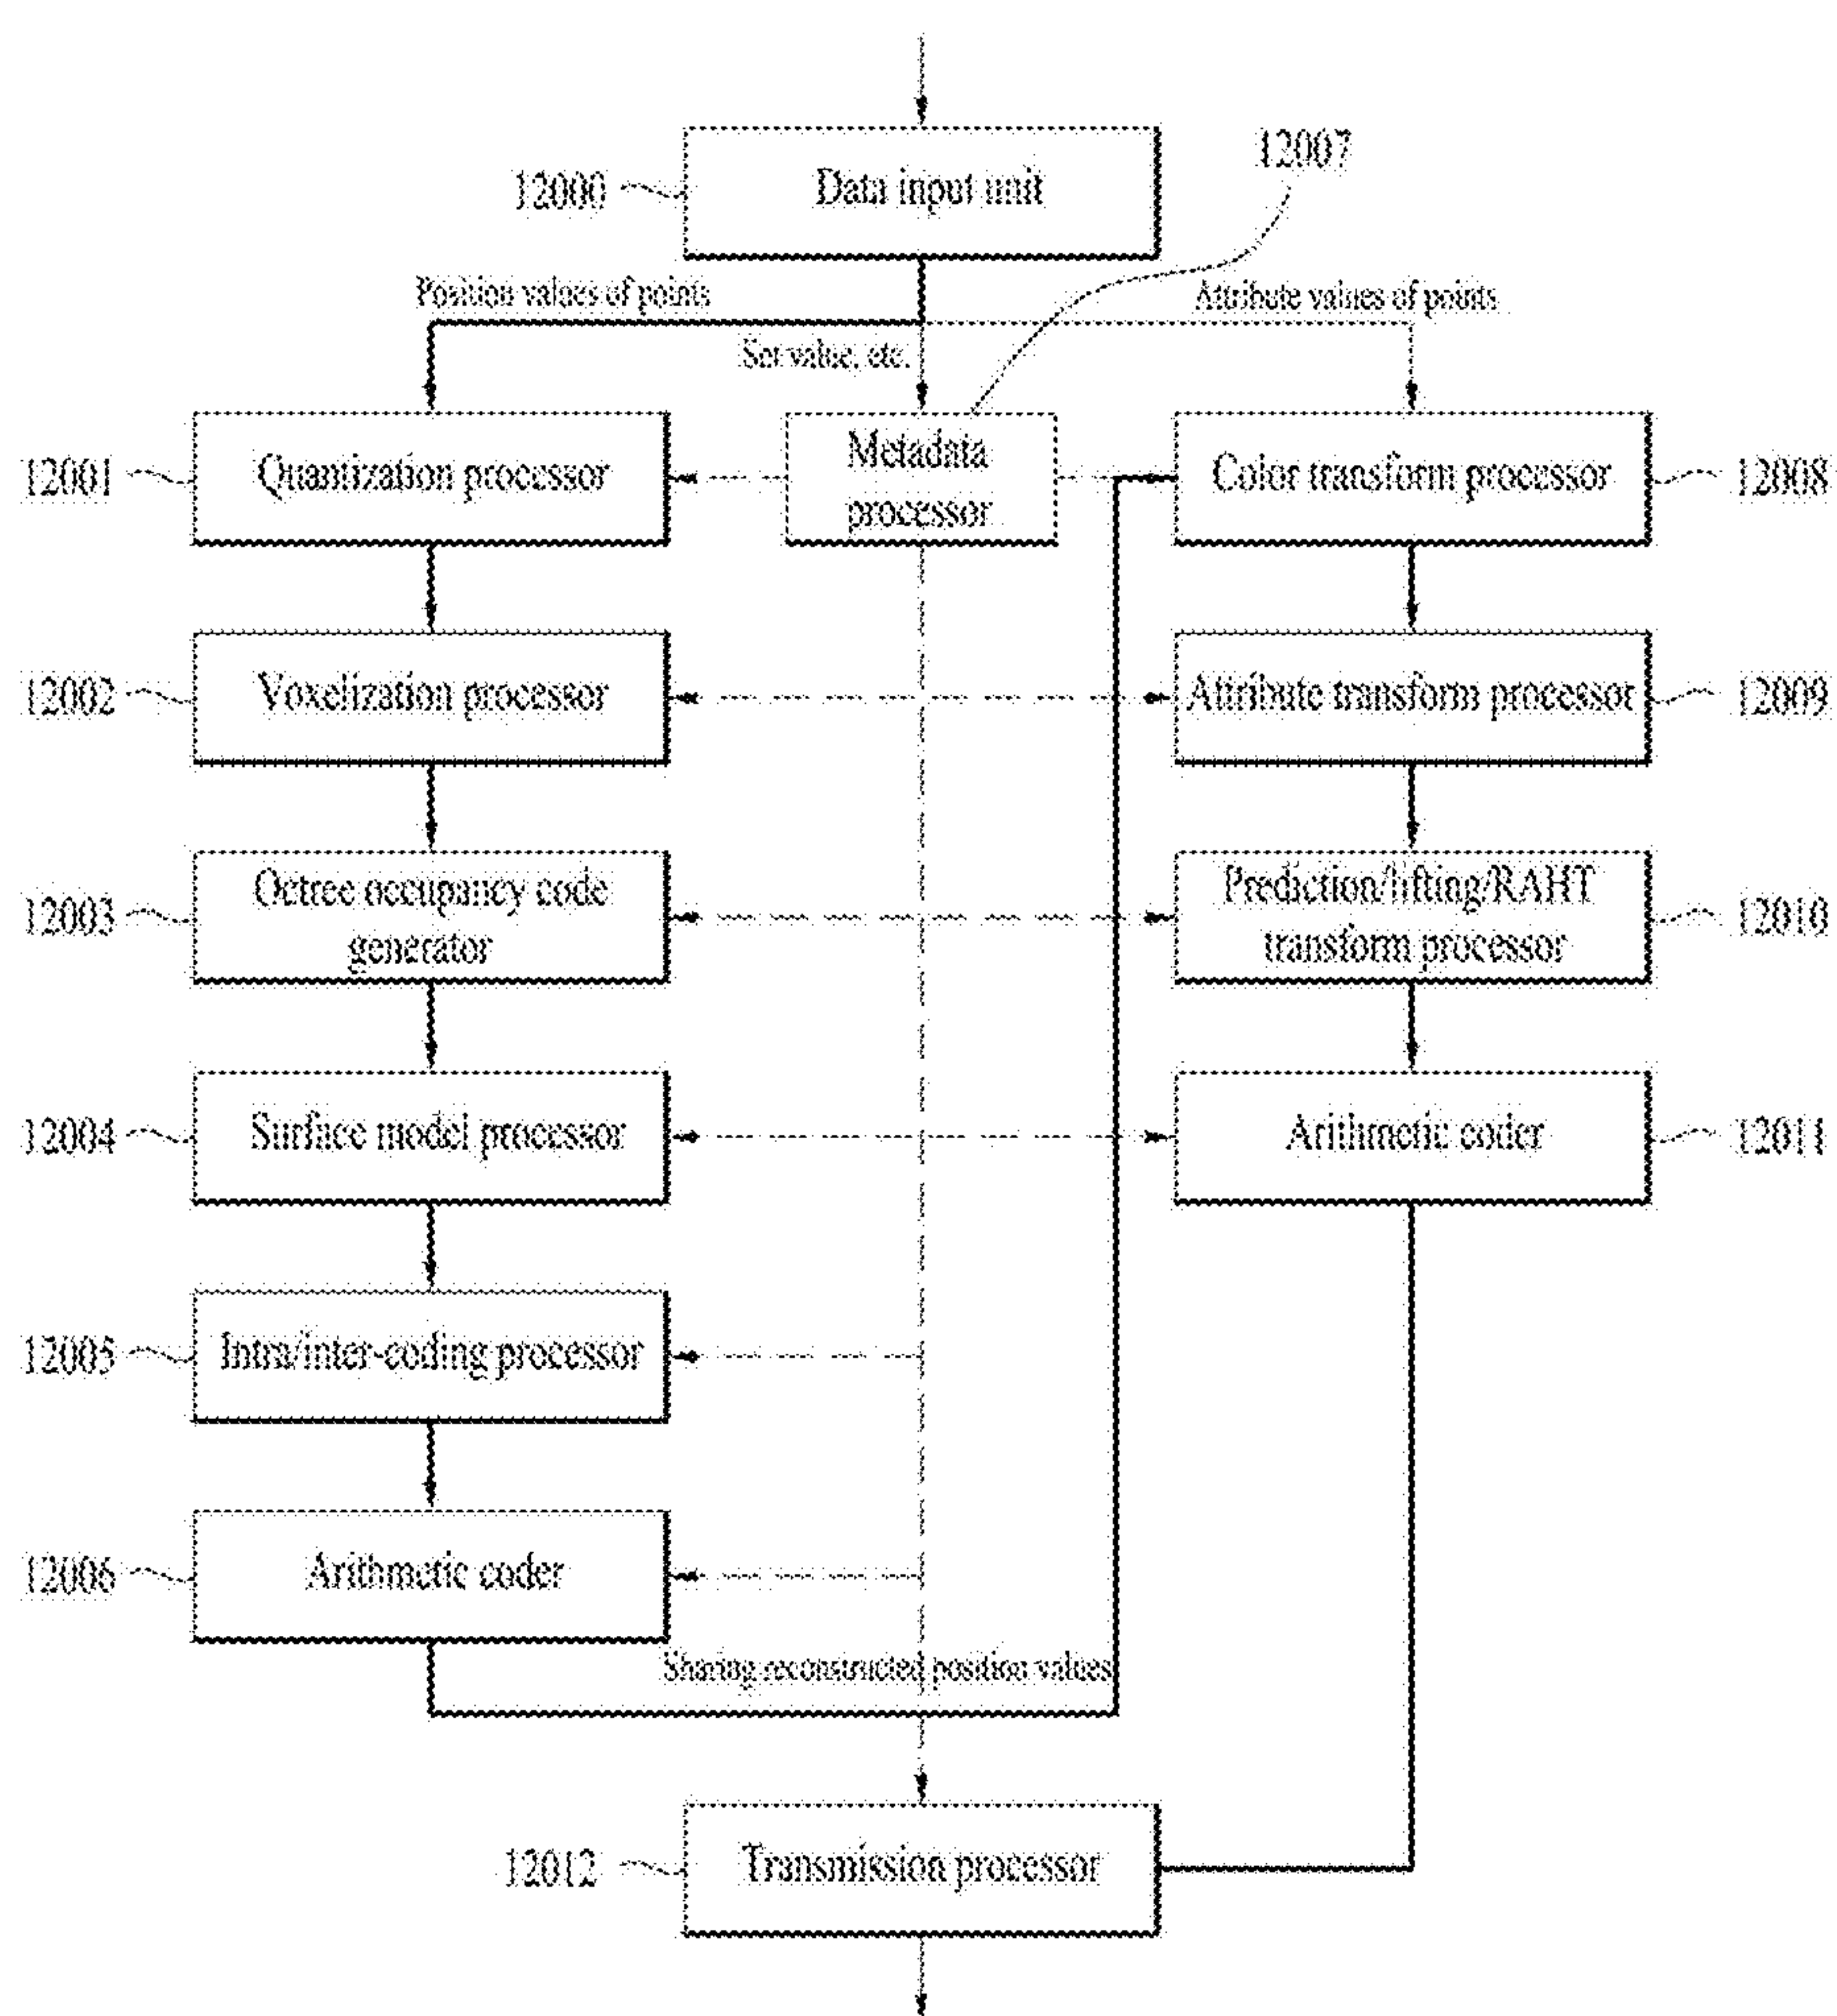 12007
12000
Data input unit
Position values of points
Attribute values of points
Set value, etc.
12001
Quantization processor
Metadata
processor
Color transform processor
12008
12002
Voxelization processor
Attribute transform processor
12009
12003
Octree occupancy code
generator
Prediction/lifting/RAHT
transform processor
12010
12004
Surface model processor
Arithmetic coder
12011
12005
Intra/inter-coding processor
12006
Arithmetic coder
Sharing reconstructed position values
12012
Transmission processor